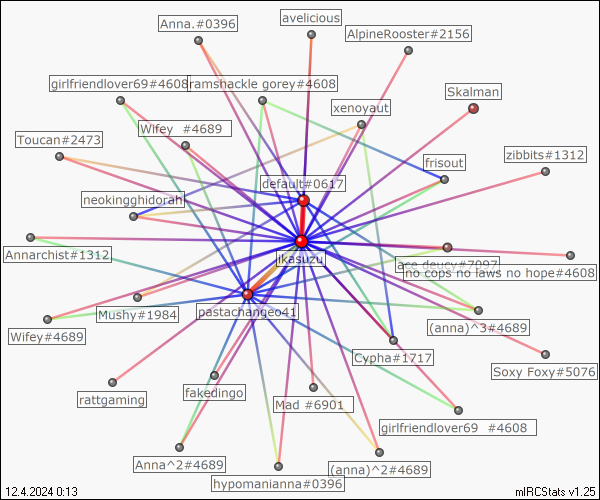 Anna.#0396
avelicious
AlpineRooster#2156
girlfriendlover69#4608
ramshackle gorey#4608
Skalman
xenoyaut
Wifey #4689
Toucan#2473
frisout
zibbits#1312
default#0617
neokingghidorah
Annarchist#1312
ikasuzu
ace deucy#7097
no cops no laws no hope#4608
Mushy#1984
pastachangeo41
Wifey#4689
(anna)^3#4689
Cypha#1717
Soxy Foxy#5076
rattgaming
fakedingo
Mad #6901
girlfriendlover69 #4608
Anna^2#4689
(anna)^2#4689
hypomanianna#0396
12.4.2024 0:13
mIRCStats v1.25